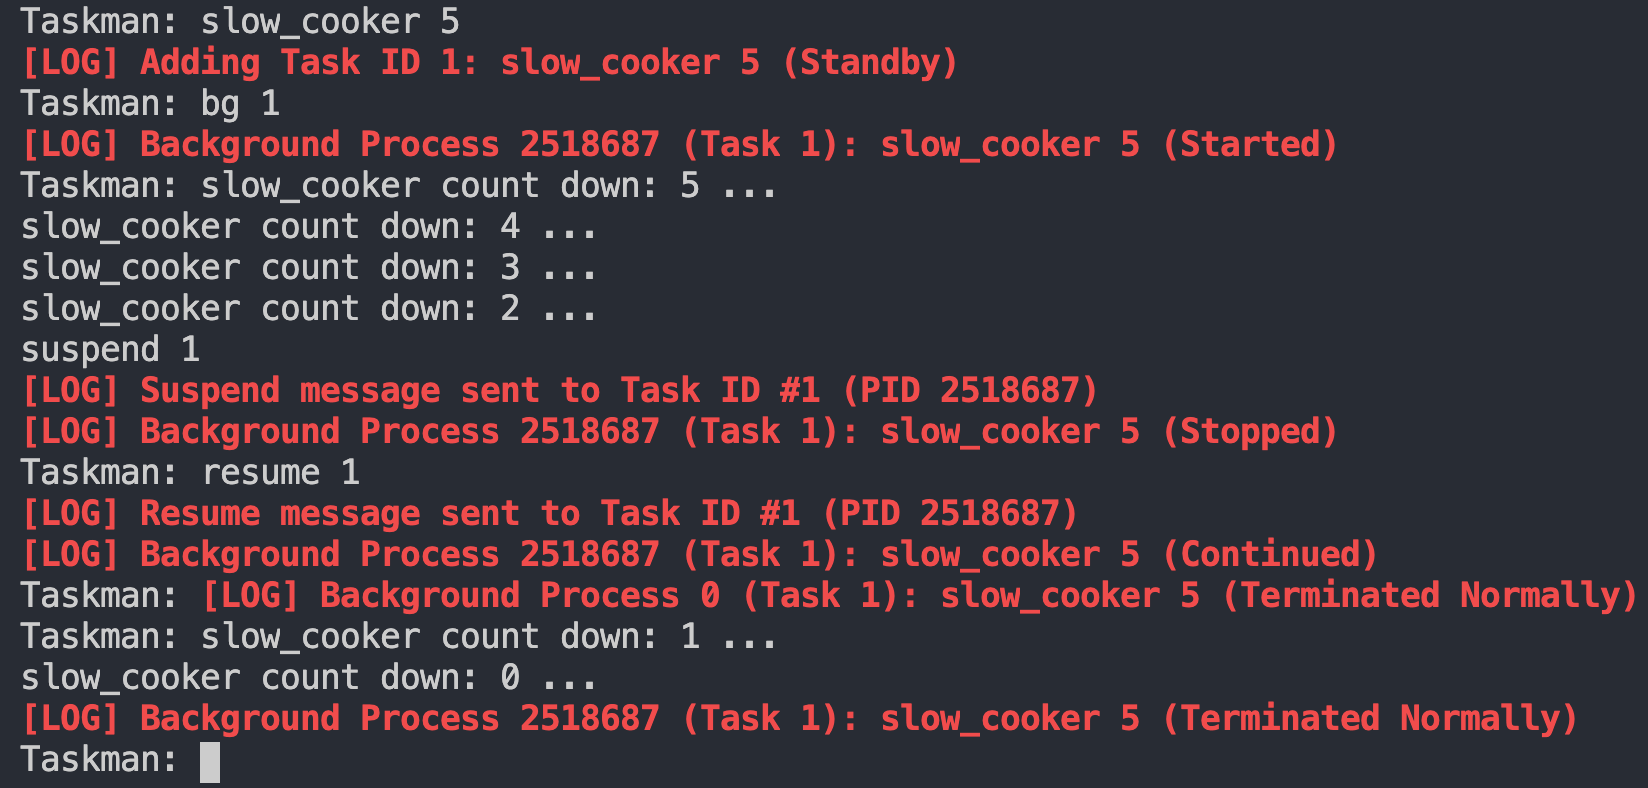 Taskman: slow_cooker 5
[LOG] Adding Task ID 1: slow_cooker 5 (Standby)
Taskman: bg 1
[LOG] Background Process 2518687 (Task 1): slow_cooker 5 (Started)
Taskman: slow_cooker count down: 5 ...
slow_cooker count down: 4 ...
slow_cooker count down: 3 ...
slow_cooker count down: 2 ...
suspend 1
[LOG] Suspend message sent to Task ID #1 (PID 2518687)
[LOG] Background Process 2518687 (Task 1): slow_cooker 5 (Stopped)
Taskman: resume 1
[LOG] Resume message sent to Task ID #1 (PID 2518687)
[LOG] Background Process 2518687 (Task 1): slow_cooker 5 (Continued)
Taskman: [LOG] Background Process 0 (Task 1): slow_cooker 5 (Terminated Normally)
Taskman: slow_cooker count down: 1 ...
slow_cooker count down: 0 ...
[LOG] Background Process 2518687 (Task 1): slow_cooker 5 (Terminated Normally)
Taskman: